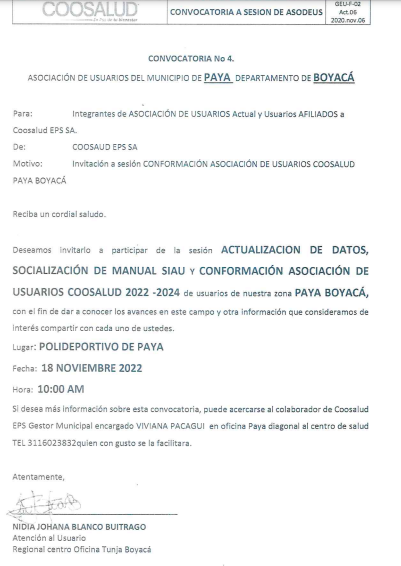 COOSALUD
CONVOCATORIA A SESION DE ASODEUS
GEU-F-02
Act.06
2020.nov.06
CONVOCATORIA No 4.
ASOCIACIÓN DE USUARIOS DEL MUNICIPIO DE PAYA DEPARTAMENTO DE BOYACÁ
Para: Integrantes de ASOCIACIÓN DE USUARIOS Actual y Usuarios AFILIADOS a
Coosalud EPS SA.
De: COOSAUD EPS SA
Motivo: Invitación a sesión CONFORMACIÓN ASOCIACIÓN DE USUARIOS COOSALUD
PAYA BOYACÁ
Reciba un cordial saludo.
Deseamos invitarlo a participar de la sesión ACTUALIZACION DE DATOS,
SOCIALIZACIÓN DE MANUAL SIAU Y CONFORMACIÓN ASOCIACIÓN DE
USUARIOS COOSALUD 2022 -2024 de usuarios de nuestra zona PAYA BOYACÁ,
con el fin de dar a conocer los avances en este campo y otra información que consideramos de
interés compartir con cada uno de ustedes.
Lugar: POLIDEPORTIVO DE PAYA
Fecha: 18 NOVIEMBRE 2022
Hora: 10:00 AM
Si desea más información sobre esta convocatoria, puede acercarse al colaborador de Coosalud
EPS Gestor Municipal encargado VIVIANA PACAGUI en oficina Paya diagonal al centro de salud
TEL 3116023832quien con gusto se la facilitara.
Atentamente,
NIDIA JOHANA BLANCO BUITRAGO
Atención al Usuario
Regional centro Oficina Tunja Boyacá